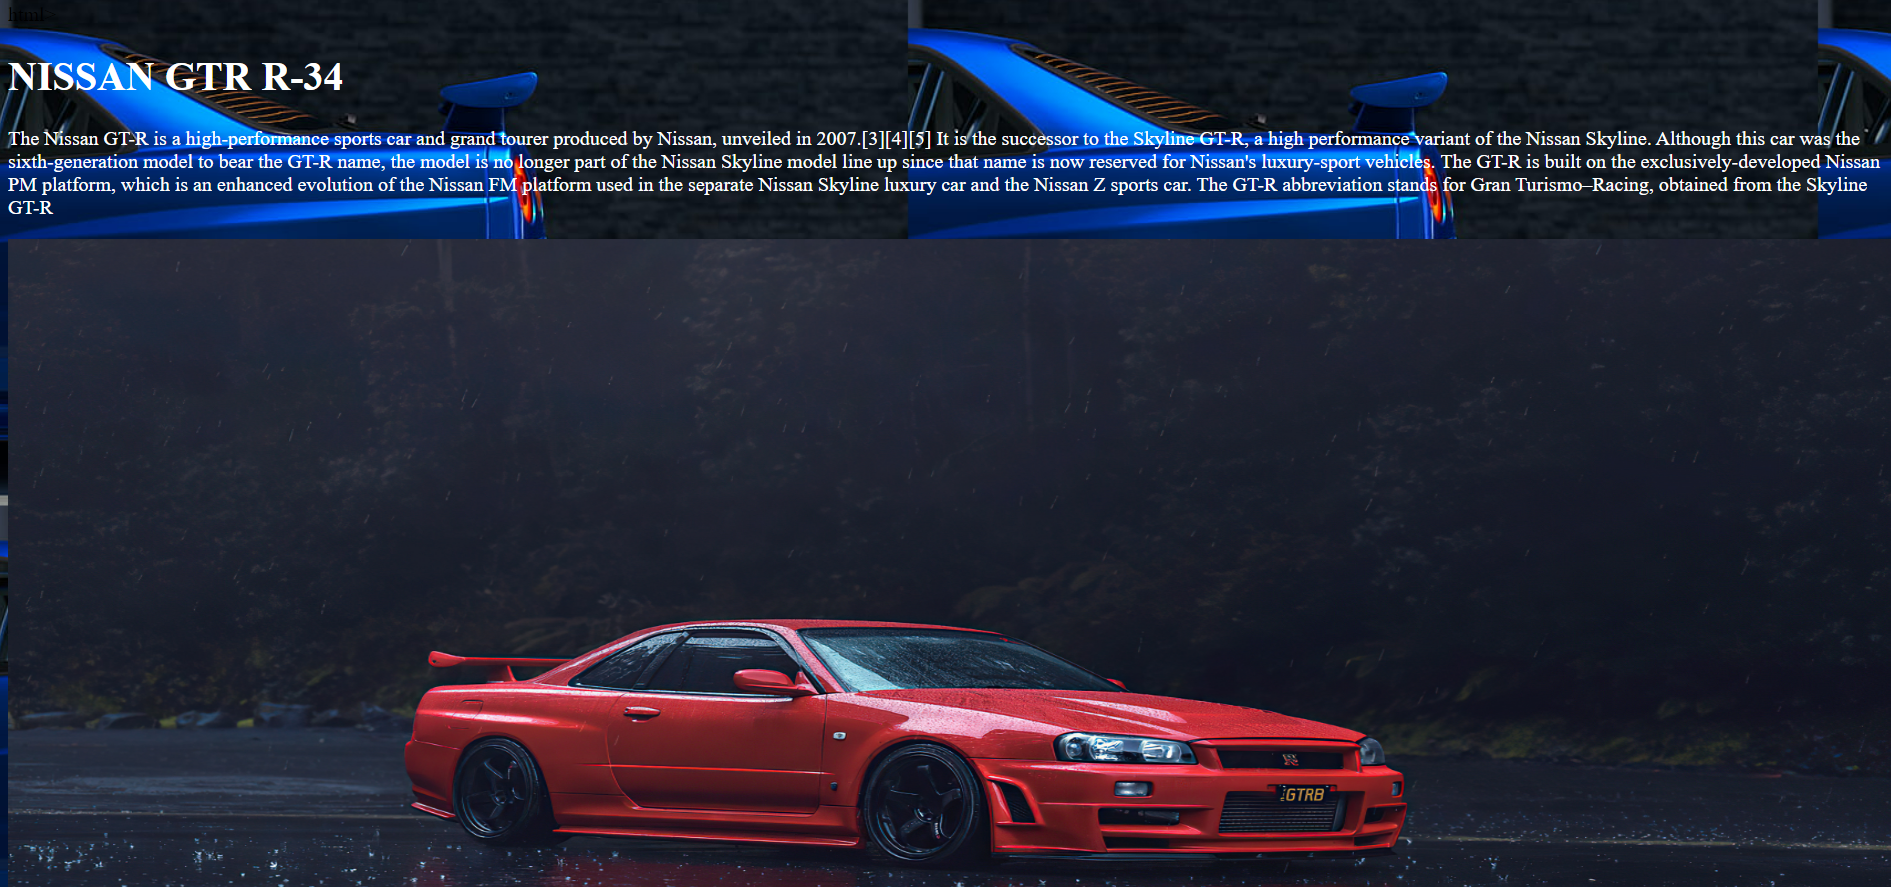 html
NISSAN GTR R-34
The Nissan GT-R is a high-performance sports car and grand tourer produced by Nissan, unveiled in 2007.[3][4][5] It is the successor to the Skyline GT-R, a high performance variant of the Nissan Skyline. Although this car was the
sixth-generation model to bear the GT-R name, the model is no longer part of the Nissan Skyline model line up since that name is now reserved for Nissan's luxury-sport vehicles. The GT-R is built on the exclusively-developed Nissan
PM platform, which is an enhanced evolution of the Nissan FM platform used in the separate Nissan Skyline luxury car and the Nissan Z sports car. The GT-R abbreviation stands for Gran Turismo–Racing, obtained from the Skyline
GT-R
GTRB